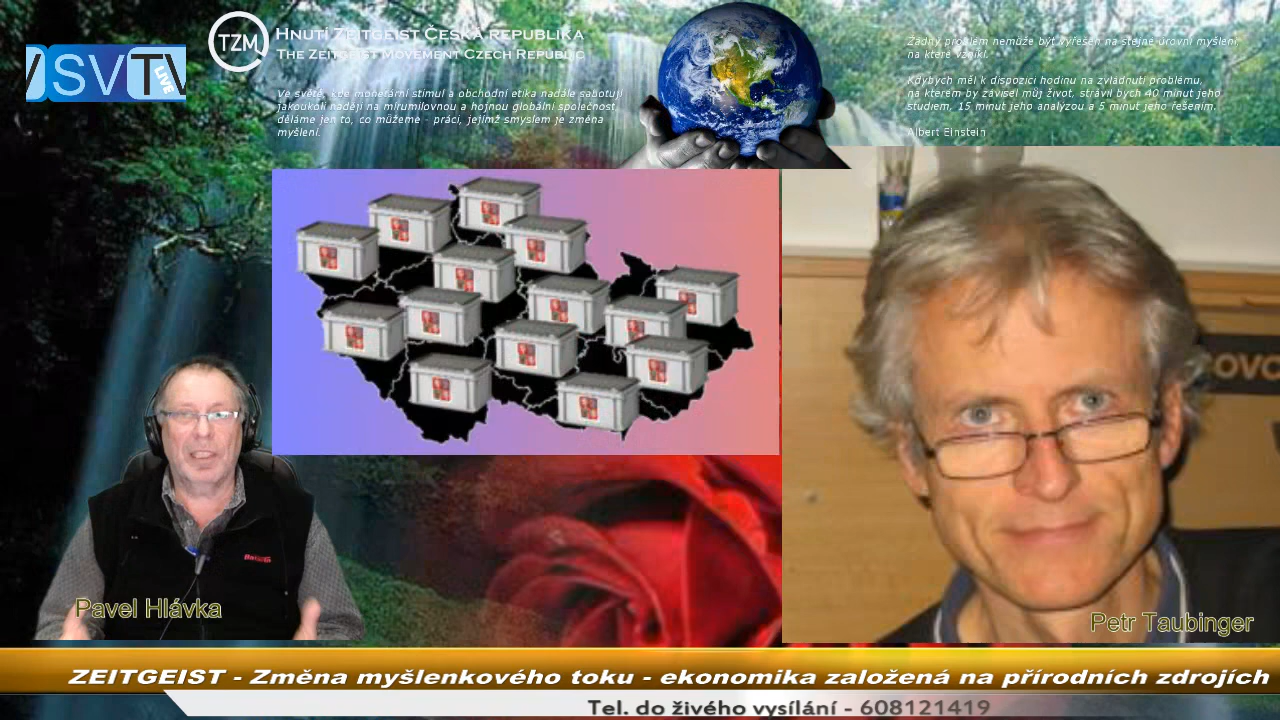 SVTV
LIVE
TZM
Hnutí Zeitgeist Česká republika
The Zeitgeist Movement Czech Republic
Ve světě, kde monetární stimul a obchodní etika nadále sabotují
jakoukoli naději na mírumilovnou a hojnou globální společnost
děláme jen to, co můžeme - práci, jejímž smyslem je změna
myšlení.
Žádný problém nemůže být vyřešen na stejné úrovni myšlení,
na které vznikl.
Kdybych měl k dispozici hodinu na zvládnutí problému,
na kterém by závisel můj život, strávil bych 40 minut jeho
studiem, 15 minut jeho analýzou a 5 minut jeho řešením.
Albert Einstein
Pavel Hlávka
Petr Taubinger
ZEITGEIST - Změna myšlenkového toku - ekonomika založená na přírodních zdrojích
Tel. do živého vysílání - 608121419